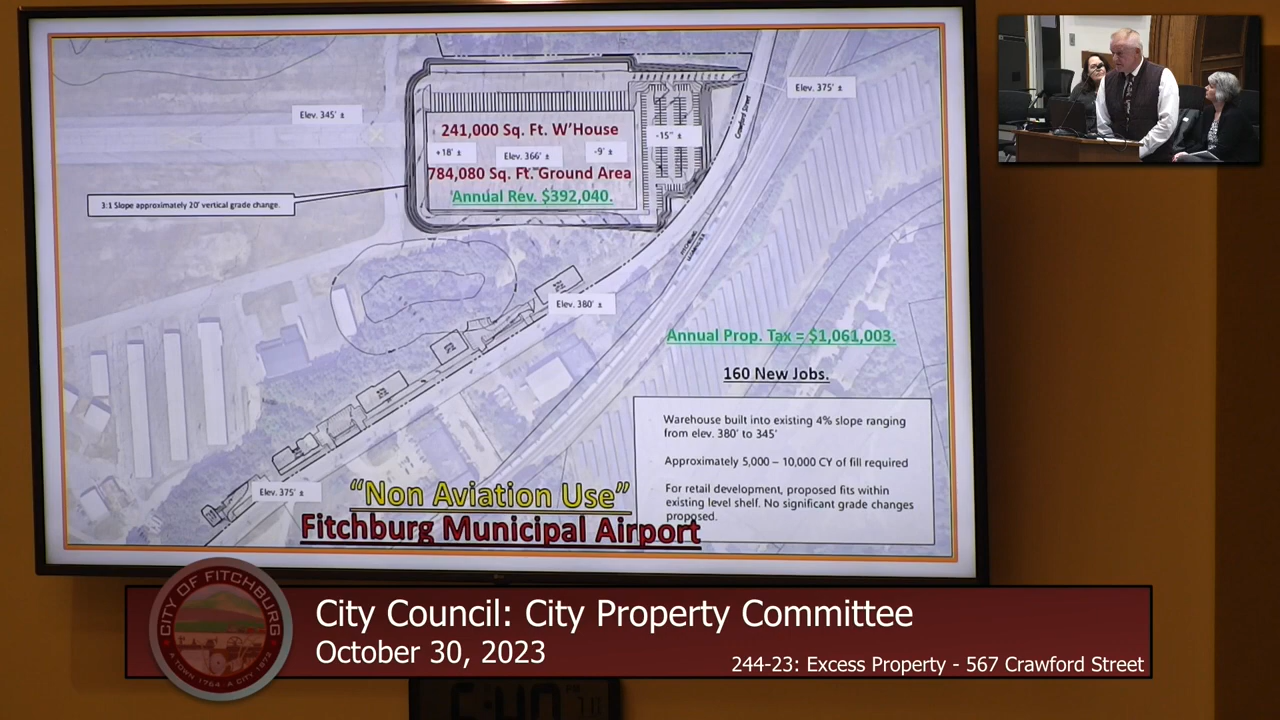 Elev. 345' ±
Elev. 375' ±
Crawford Street
241,000 Sq. Ft. W'House
-15" ±
+18' ±
Elev. 366' ±
-9' ±
784,080 Sq. Ft. Ground Area
Annual Rev. $392,040.
3:1 Slope approximately 20' vertical grade change.
Elev. 380' ±
Annual Prop. Tax = $1,061,003.
160 New Jobs.
Warehouse built into existing 4% slope ranging
from elev. 380' to 345'
Approximately 5,000 – 10,000 CY of fill required
For retail development, proposed fits within
existing level shelf. No significant grade changes
proposed.
Elev. 375' ±
"Non Aviation Use"
Fitchburg Municipal Airport
CITY OF FITCHBURG
A TOWN 1764 · A CITY 1872
City Council: City Property Committee
October 30, 2023
244-23: Excess Property - 567 Crawford Street